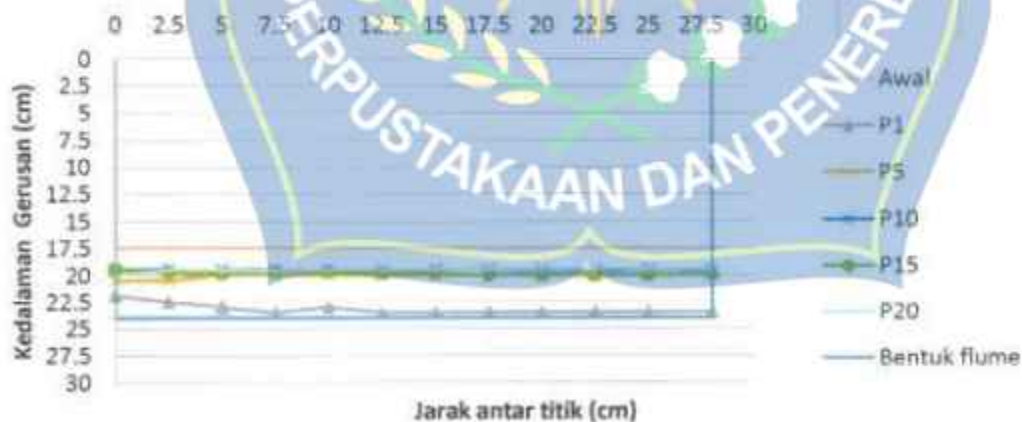 0 2.5 5 7.5 10 12.5 15 17.5 20 22.5 25 27.5 30
0
2.5
5
7.5
10
12.5
15
17.5
20
22.5
25
27.5
30
Kedalaman Gerusan (cm)
Jarak antar titik (cm)
Awal
P1
P5
P10
P15
P20
Bentuk flume
PERPUSTAKAAN DAN PENER